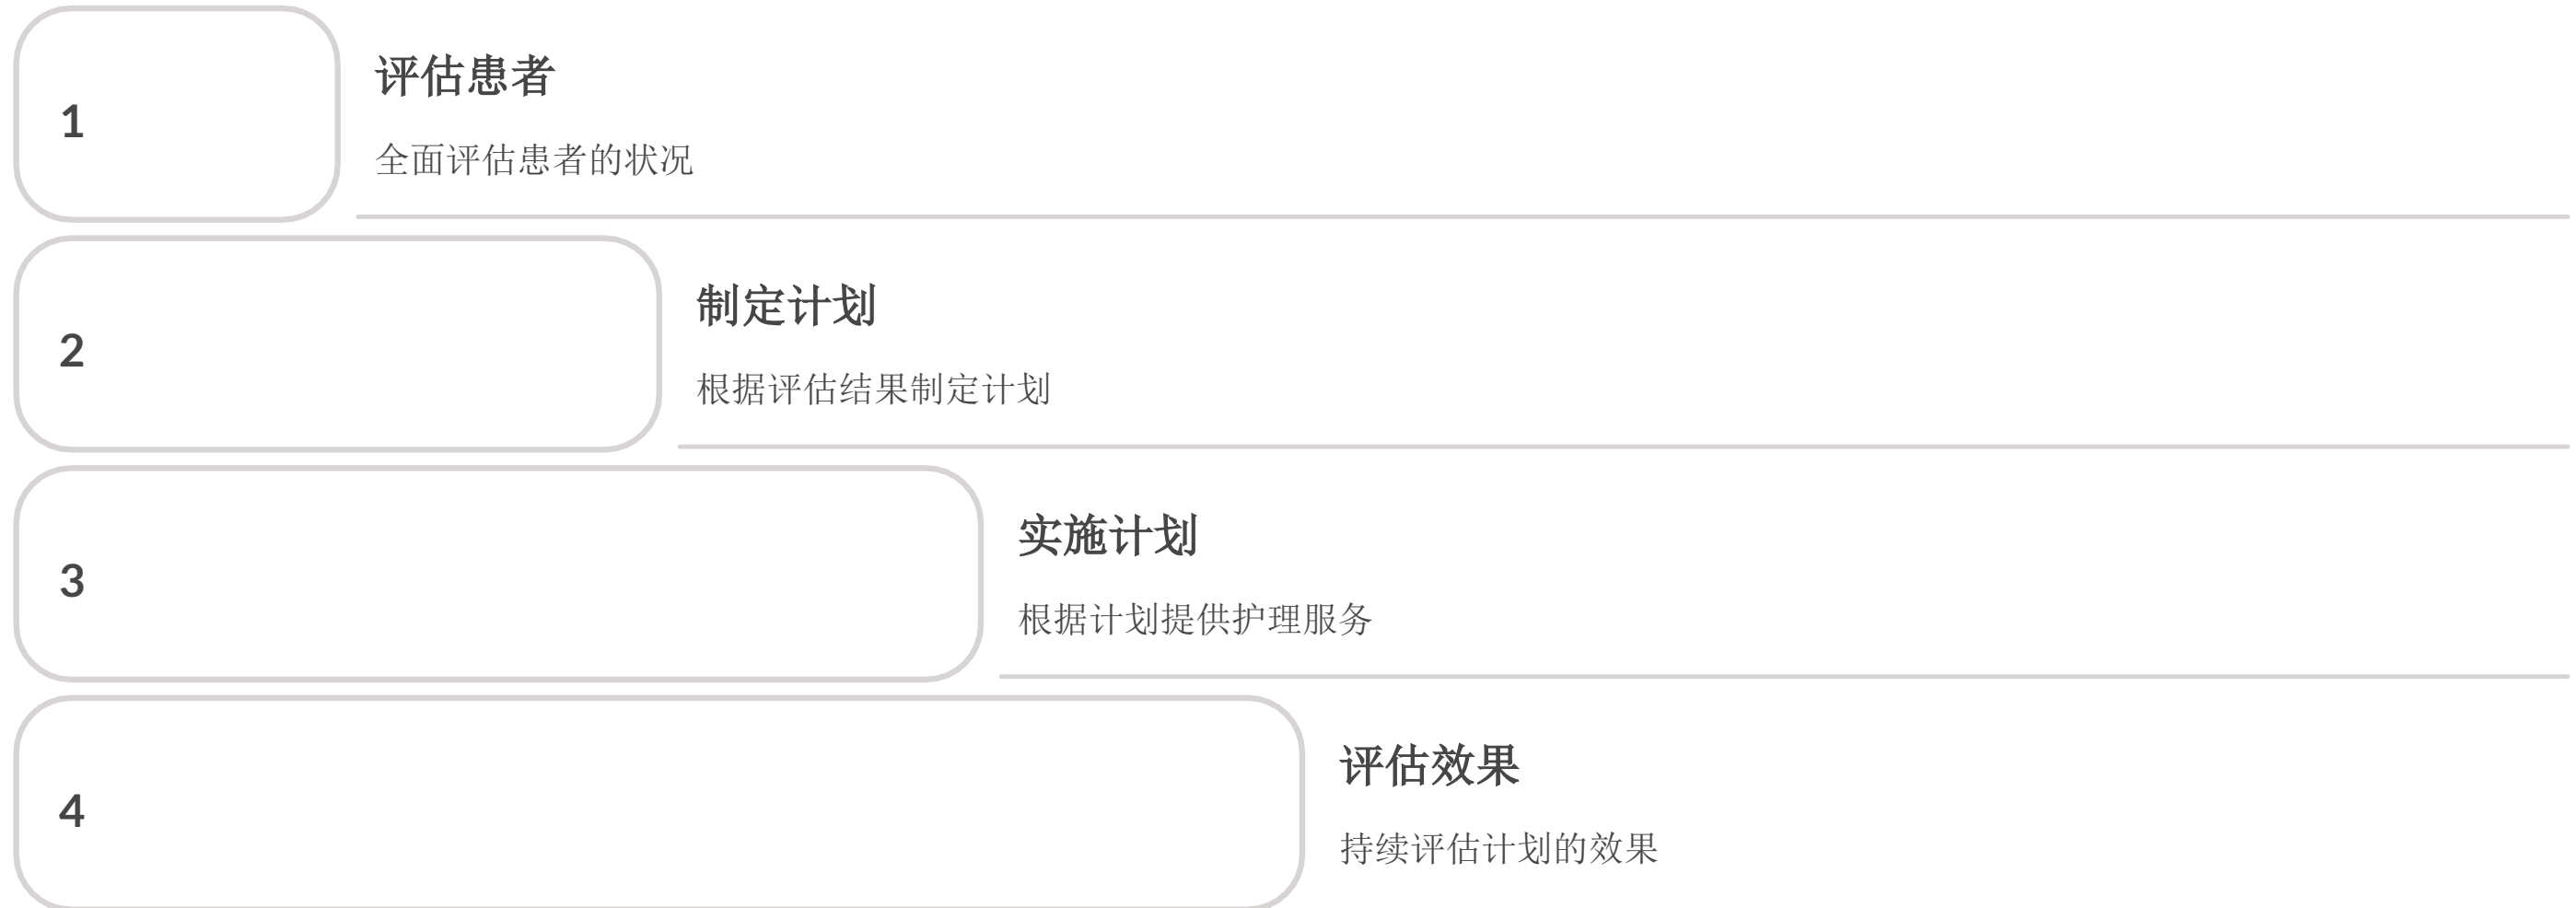 1
评估患者
全面评估患者的状况
2
制定计划
根据评估结果制定计划
3
实施计划
根据计划提供护理服务
4
评估效果
持续评估计划的效果